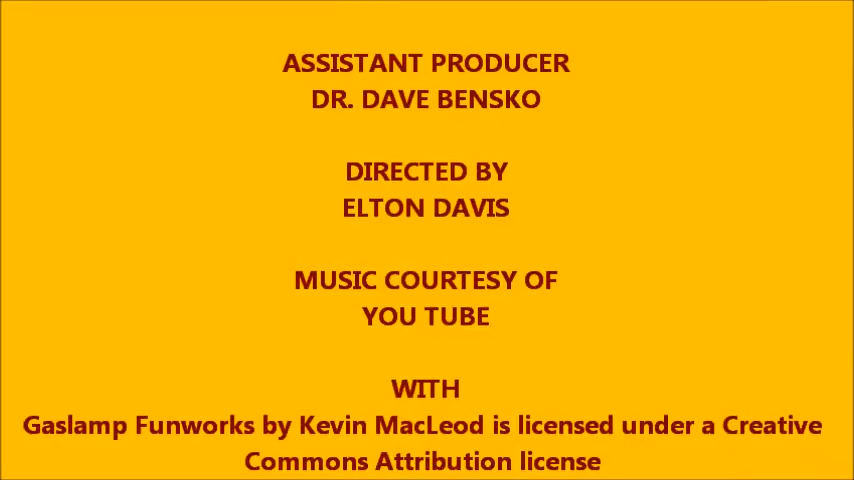 ASSISTANT PRODUCER
DR. DAVE BENSKO
DIRECTED BY
ELTON DAVIS
MUSIC COURTESY OF
YOU TUBE
WITH
Gaslamp Funworks by Kevin MacLeod is licensed under a Creative
Commons Attribution license